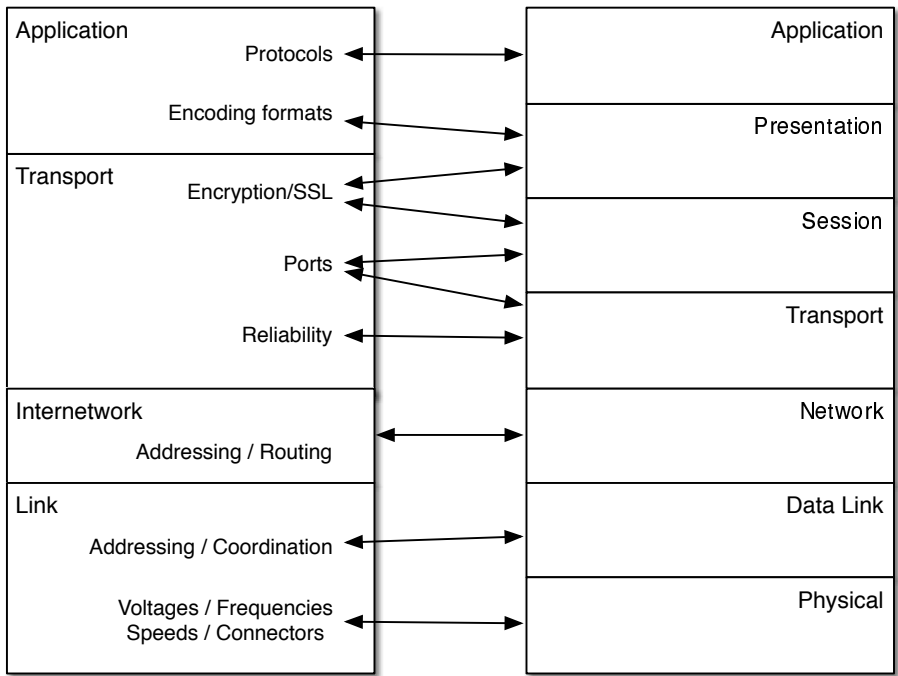 Application
Protocols
Encoding formats
Transport
Encryption/SSL
Ports
Reliability
Internetwork
Addressing / Routing
Link
Addressing / Coordination
Voltages / Frequencies
Speeds / Connectors
Application
Presentation
Session
Transport
Network
Data Link
Physical